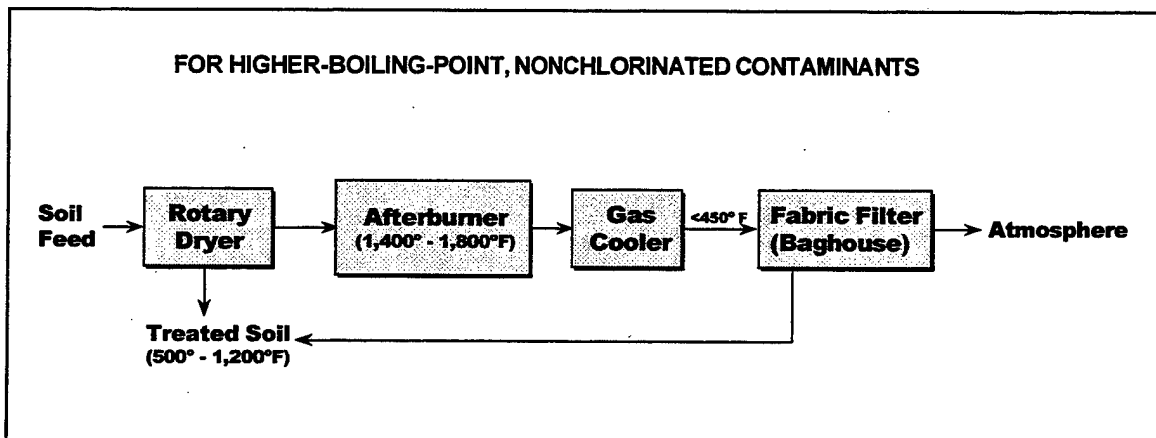 FOR HIGHER-BOILING-POINT, NONCHLORINATED CONTAMINANTS
Soil
Feed
Rotary
Dryer
Afterburner
(1,400° - 1,800°F)
Gas
Cooler
<450° F
Fabric Filter
(Baghouse)
Atmosphere
Treated Soil
(500° - 1,200°F)